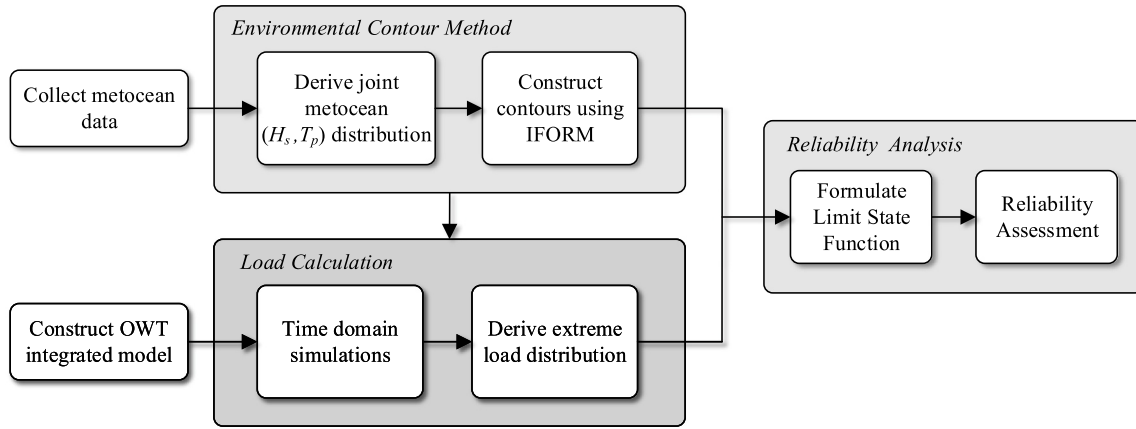 Environmental Contour Method
Collect metocean
data
Derive joint
metocean
(Hs,Tp) distribution
Construct
contours using
IFORM
Reliability Analysis
Formulate
Limit State
Function
Reliability
Assessment
Load Calculation
Construct OWT
integrated model
Time domain
simulations
Derive extreme
load distribution